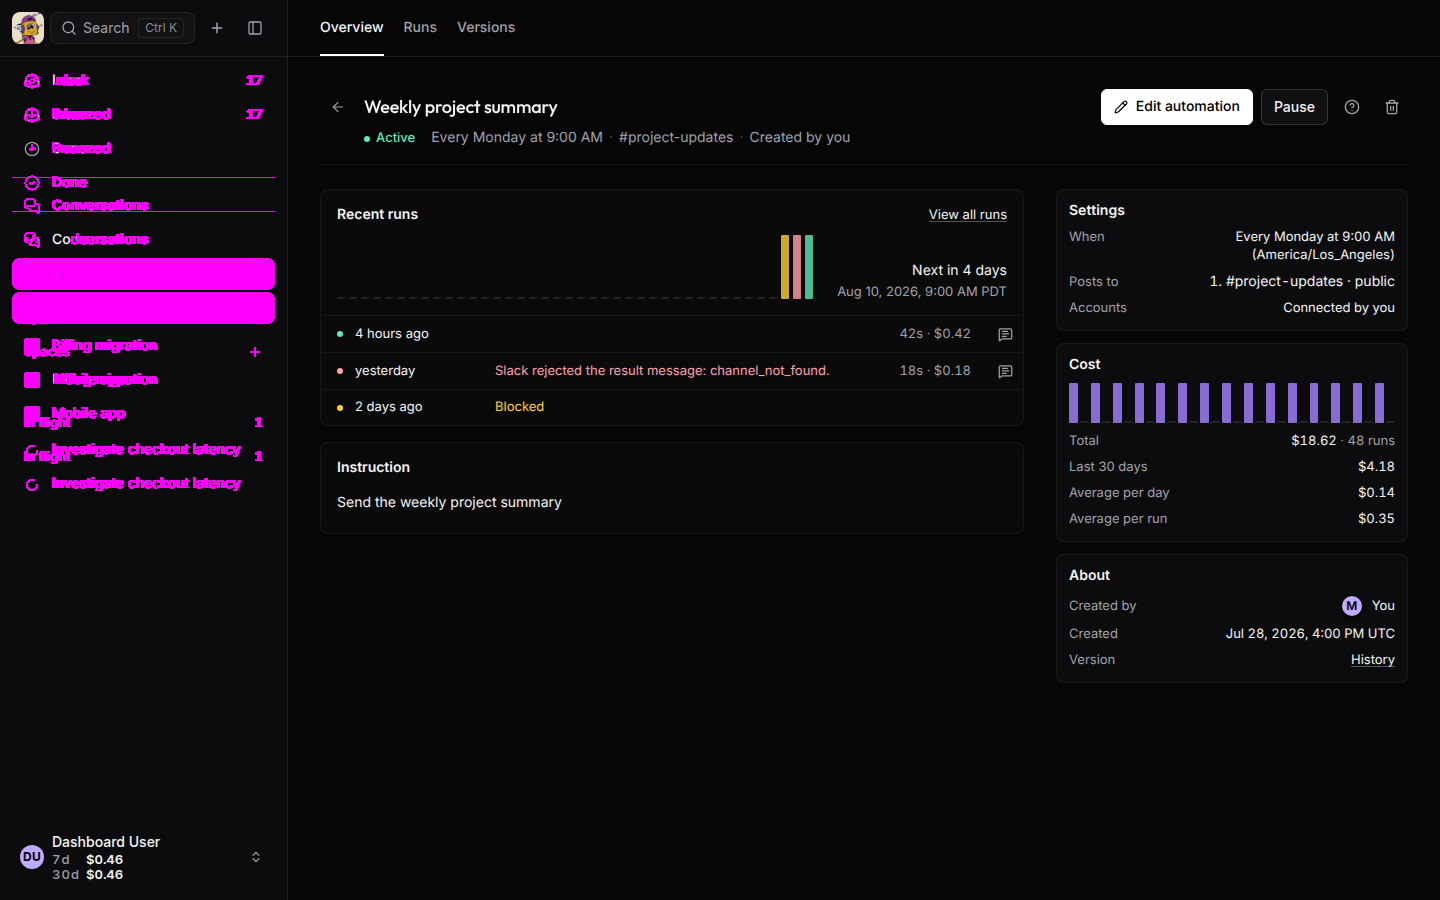 Search Ctrl K
Overview Runs Versions
17
17
Done
Conversations
Mobile app
1
Investigate checkout latency
1
Investigate checkout latency
Dashboard User
DU
7d $0.46
30d $0.46
Weekly project summary
Edit automation
Pause
Active Every Monday at 9:00 AM · #project-updates · Created by you
Recent runs
View all runs
Next in 4 days
Aug 10, 2026, 9:00 AM PDT
4 hours ago 42s · $0.42
yesterday Slack rejected the result message: channel_not_found. 18s · $0.18
2 days ago Blocked
Instruction
Send the weekly project summary
Settings
When Every Monday at 9:00 AM
(America/Los_Angeles)
Posts to 1. #project-updates · public
Accounts Connected by you
Cost
Total $18.62 · 48 runs
Last 30 days $4.18
Average per day $0.14
Average per run $0.35
About
Created by M You
Created Jul 28, 2026, 4:00 PM UTC
Version History